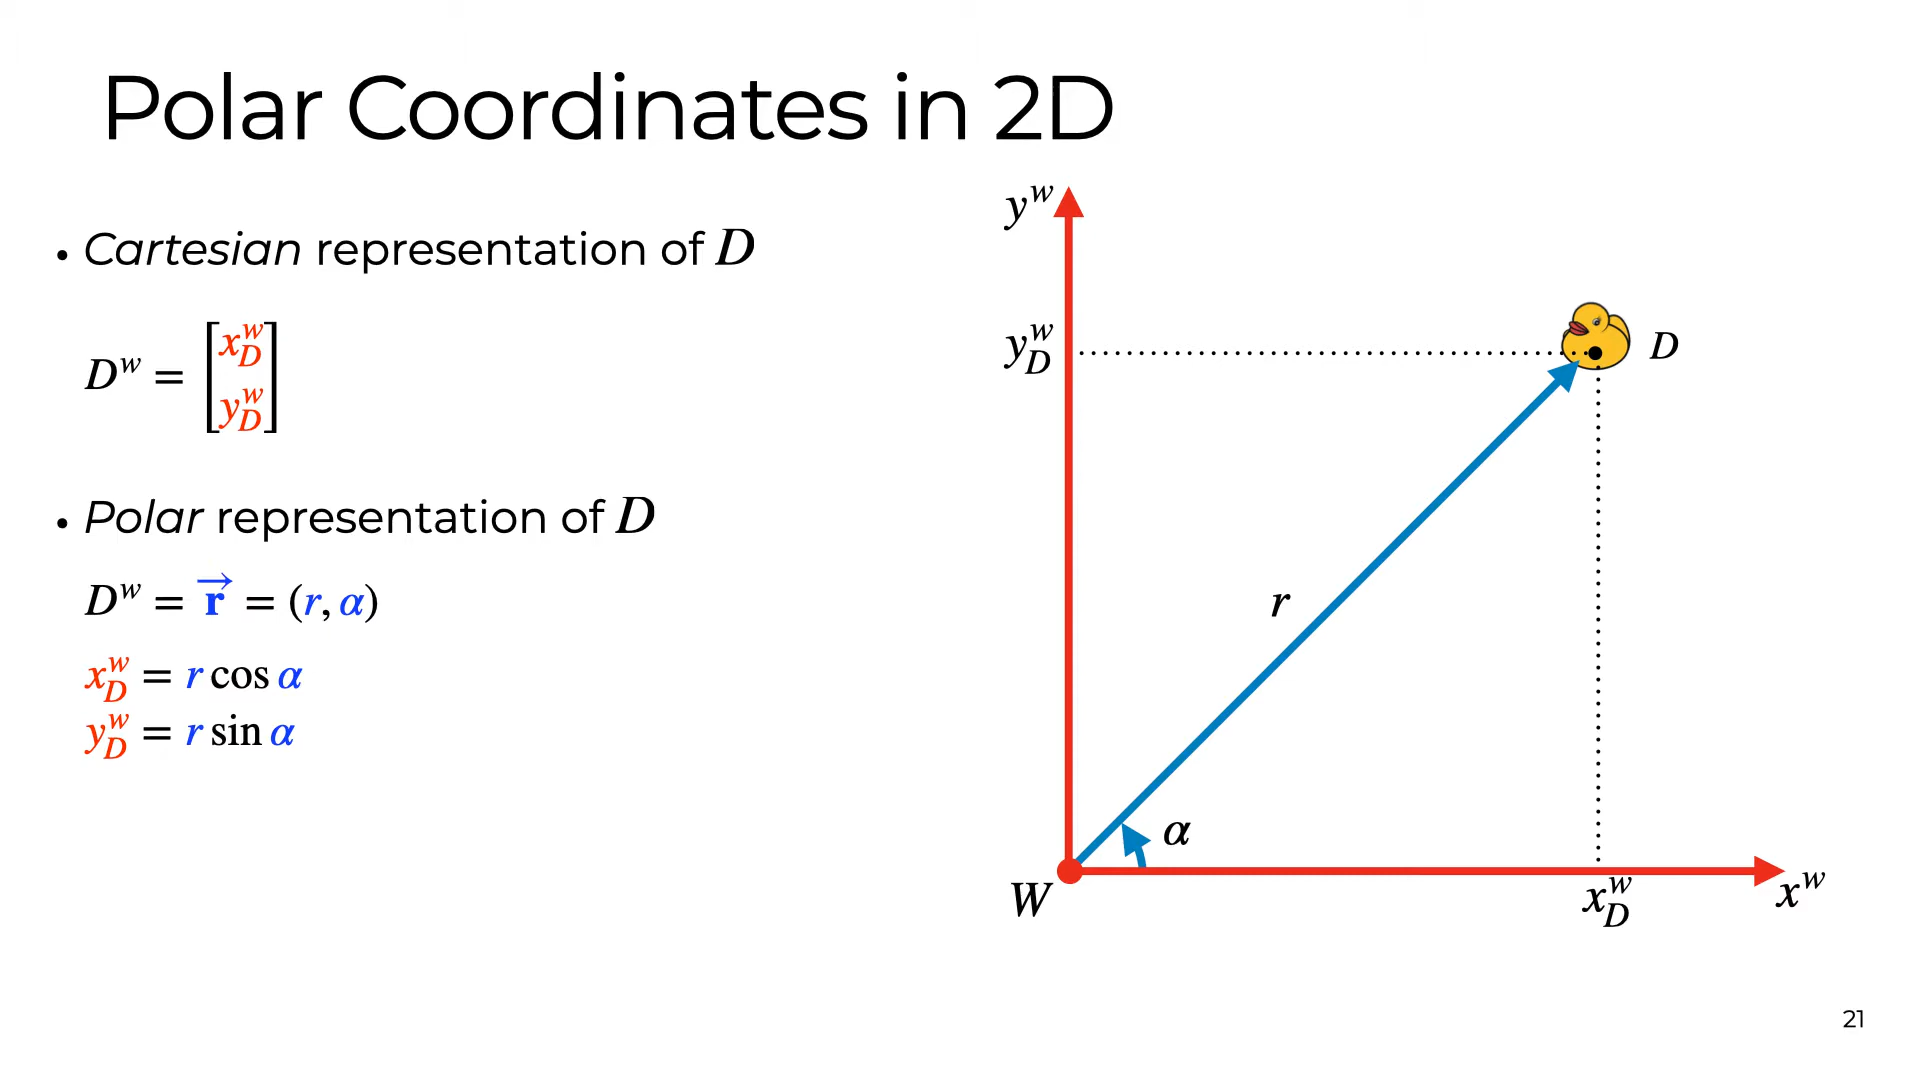 Polar Coordinates in 2D
• Cartesian representation of D
D^w = [x_D^w
y_D^w]
• Polar representation of D
D^w = \vec{r} = (r, α)
x_D^w = r cos α
y_D^w = r sin α
y^w
y_D^w
D
r
α
W
x_D^w
x^w
21